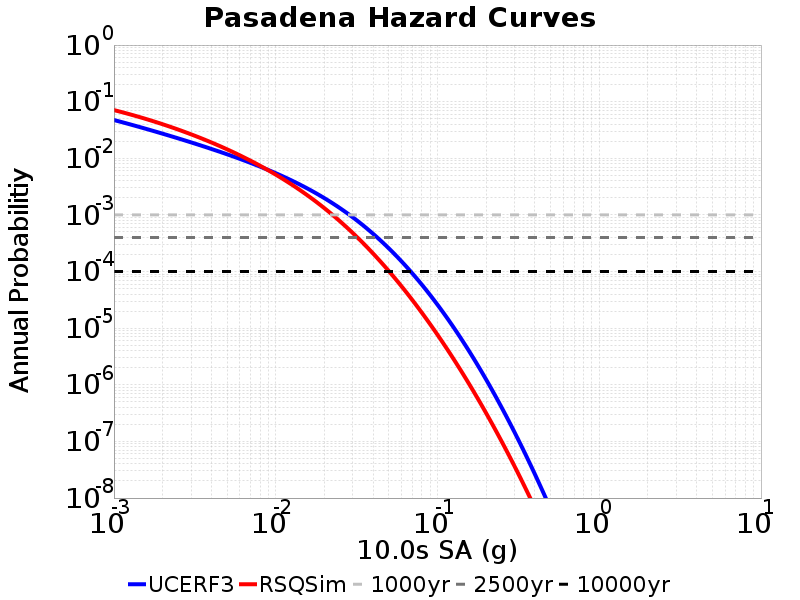 Pasadena Hazard Curves
Annual Probabilitiy
10^0
10^-1
10^-2
10^-3
10^-4
10^-5
10^-6
10^-7
10^-8
10^-3 10^-2 10^-1 10^0 10^1
10.0s SA (g)
UCERF3 RSQSim 1000yr 2500yr 10000yr